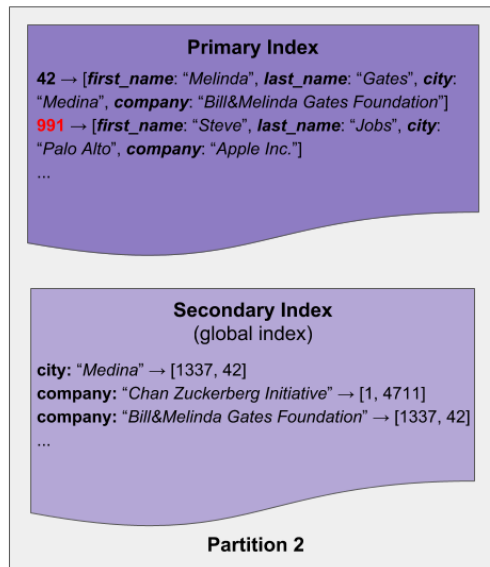 Primary Index
42 → [first_name: “Melinda”, last_name: “Gates”, city:
“Medina”, company: “Bill&Melinda Gates Foundation”]
991 → [first_name: “Steve”, last_name: “Jobs”, city:
“Palo Alto”, company: “Apple Inc.”]
...
Secondary Index
(global index)
city: “Medina” → [1337, 42]
company: “Chan Zuckerberg Initiative” → [1, 4711]
company: “Bill&Melinda Gates Foundation” → [1337, 42]
...
Partition 2